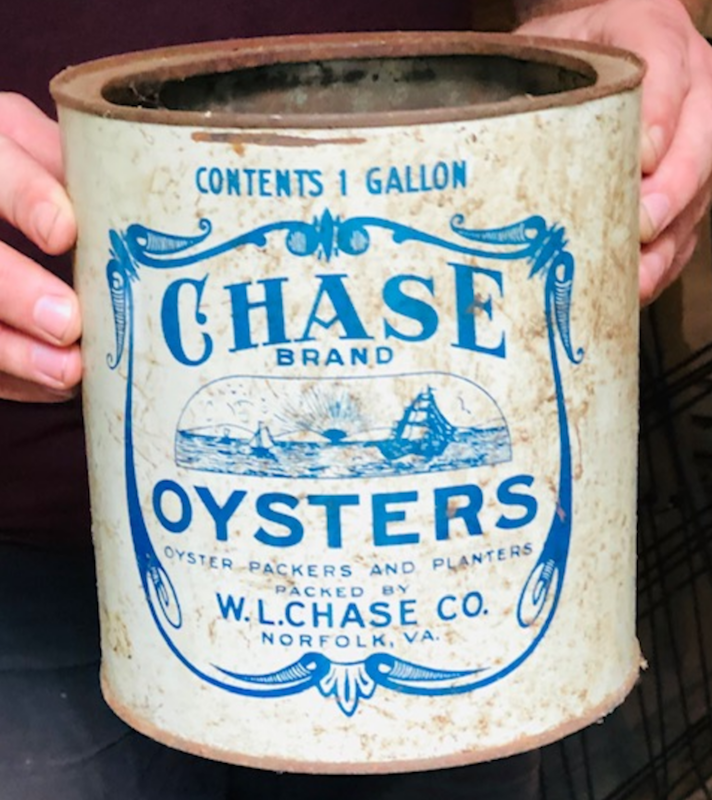 CONTENTS 1 GALLON
CHASE
BRAND
OYSTERS
OYSTER PACKERS AND PLANTERS
PACKED BY
W.L.CHASE CO.
NORFOLK, VA.